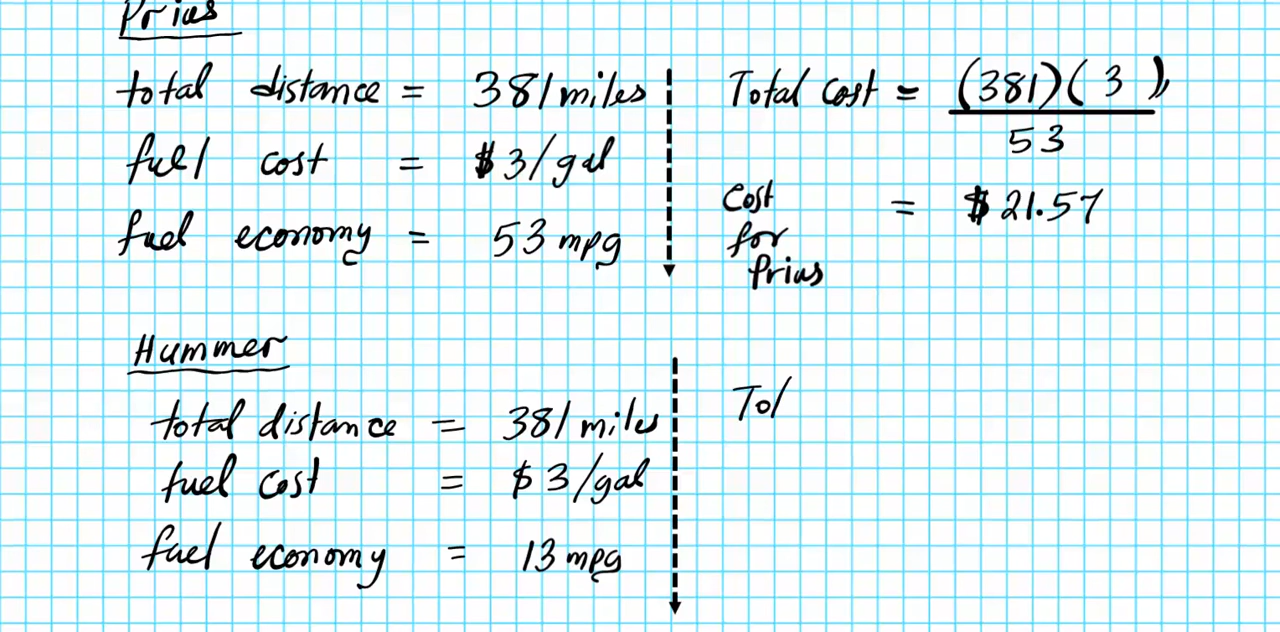 Prius
total distance = 381 miles
fuel cost = $3/gal
fuel economy = 53 mpg
Total Cost = (381)(3)
53
Cost for Prius = $21.57
Hummer
total distance = 381 miles
fuel cost = $3/gal
fuel economy = 13 mpg
Tot